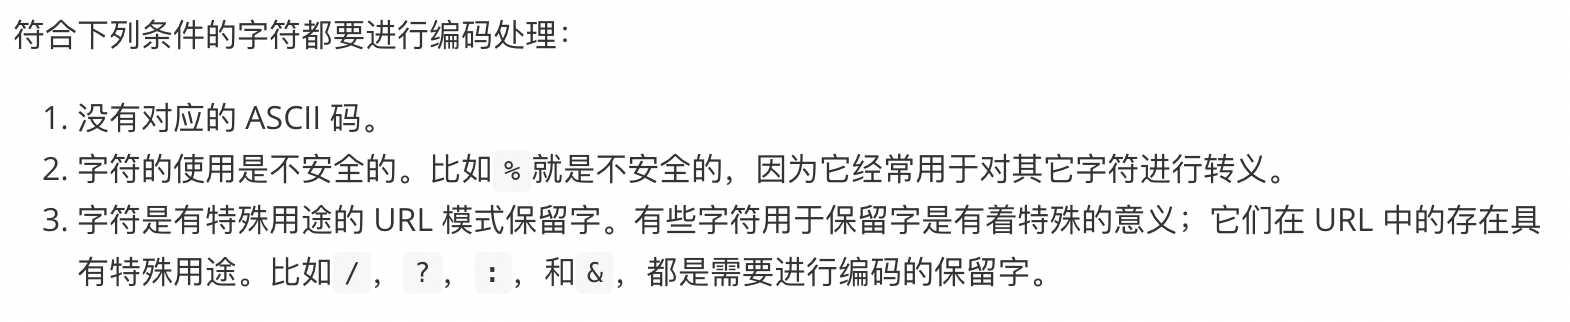 符合下列条件的字符都要进行编码处理：
1. 没有对应的 ASCII 码。
2. 字符的使用是不安全的。比如 % 就是不安全的，因为它经常用于对其它字符进行转义。
3. 字符是有特殊用途的 URL 模式保留字。有些字符用于保留字是有着特殊的意义；它们在 URL 中的存在具
有特殊用途。比如 / ， ? ， : ，和 & ，都是需要进行编码的保留字。